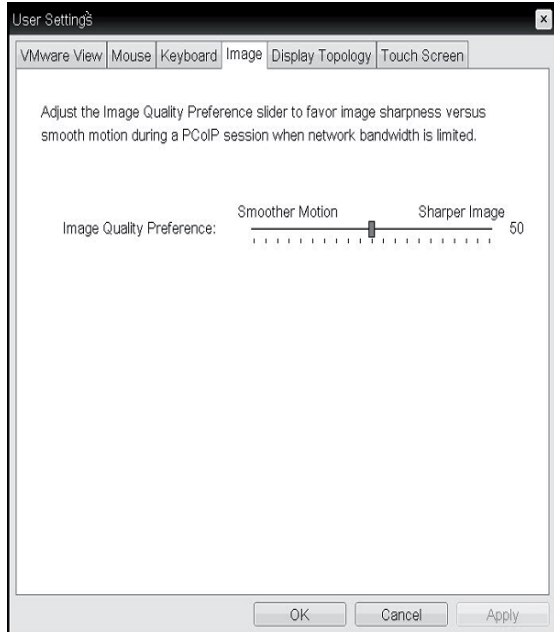 User Settings
VMware View Mouse Keyboard Image Display Topology Touch Screen
Adjust the Image Quality Preference slider to favor image sharpness versus
smooth motion during a PCoIP session when network bandwidth is limited.
Smoother Motion Sharper Image
Image Quality Preference: 50
OK Cancel Apply